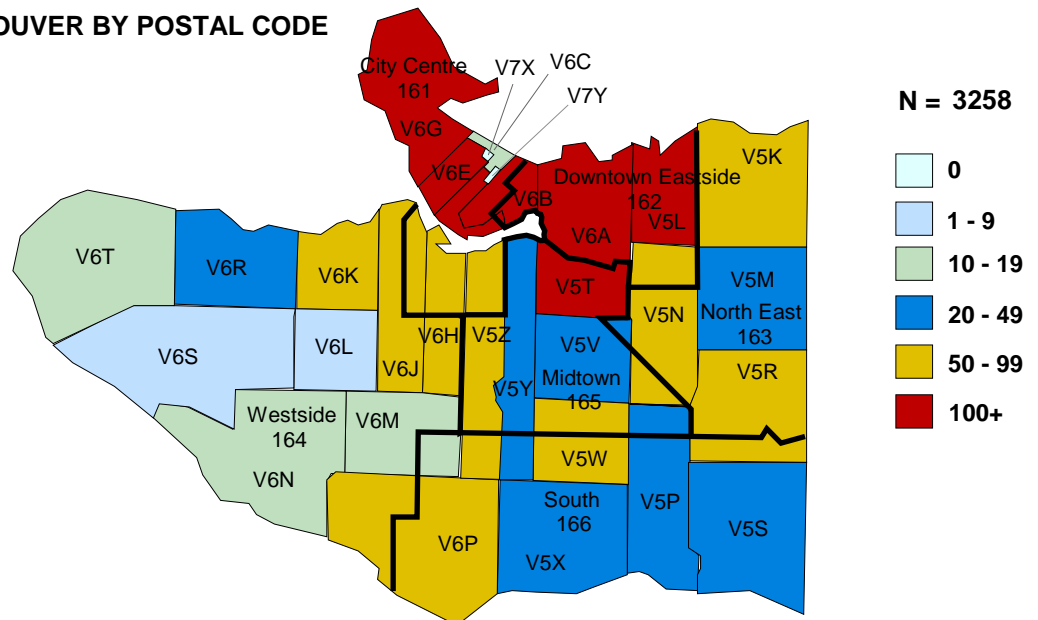 OUVER BY POSTAL CODE
City Centre
161
V7X
V6C
V7Y
V6G
V6E
V6B
Downtown Eastside
162
V5L
V6A
V5K
V6T
V6R
V6K
V5T
V5M
North East
163
V5N
V6S
V6L
V6J
V6H
V5Z
V5Y
V5V
Midtown
165
V5R
Westside
164
V6M
V6N
V5W
South
166
V5P
V5S
V6P
V5X
N = 3258
0
1 - 9
10 - 19
20 - 49
50 - 99
100+